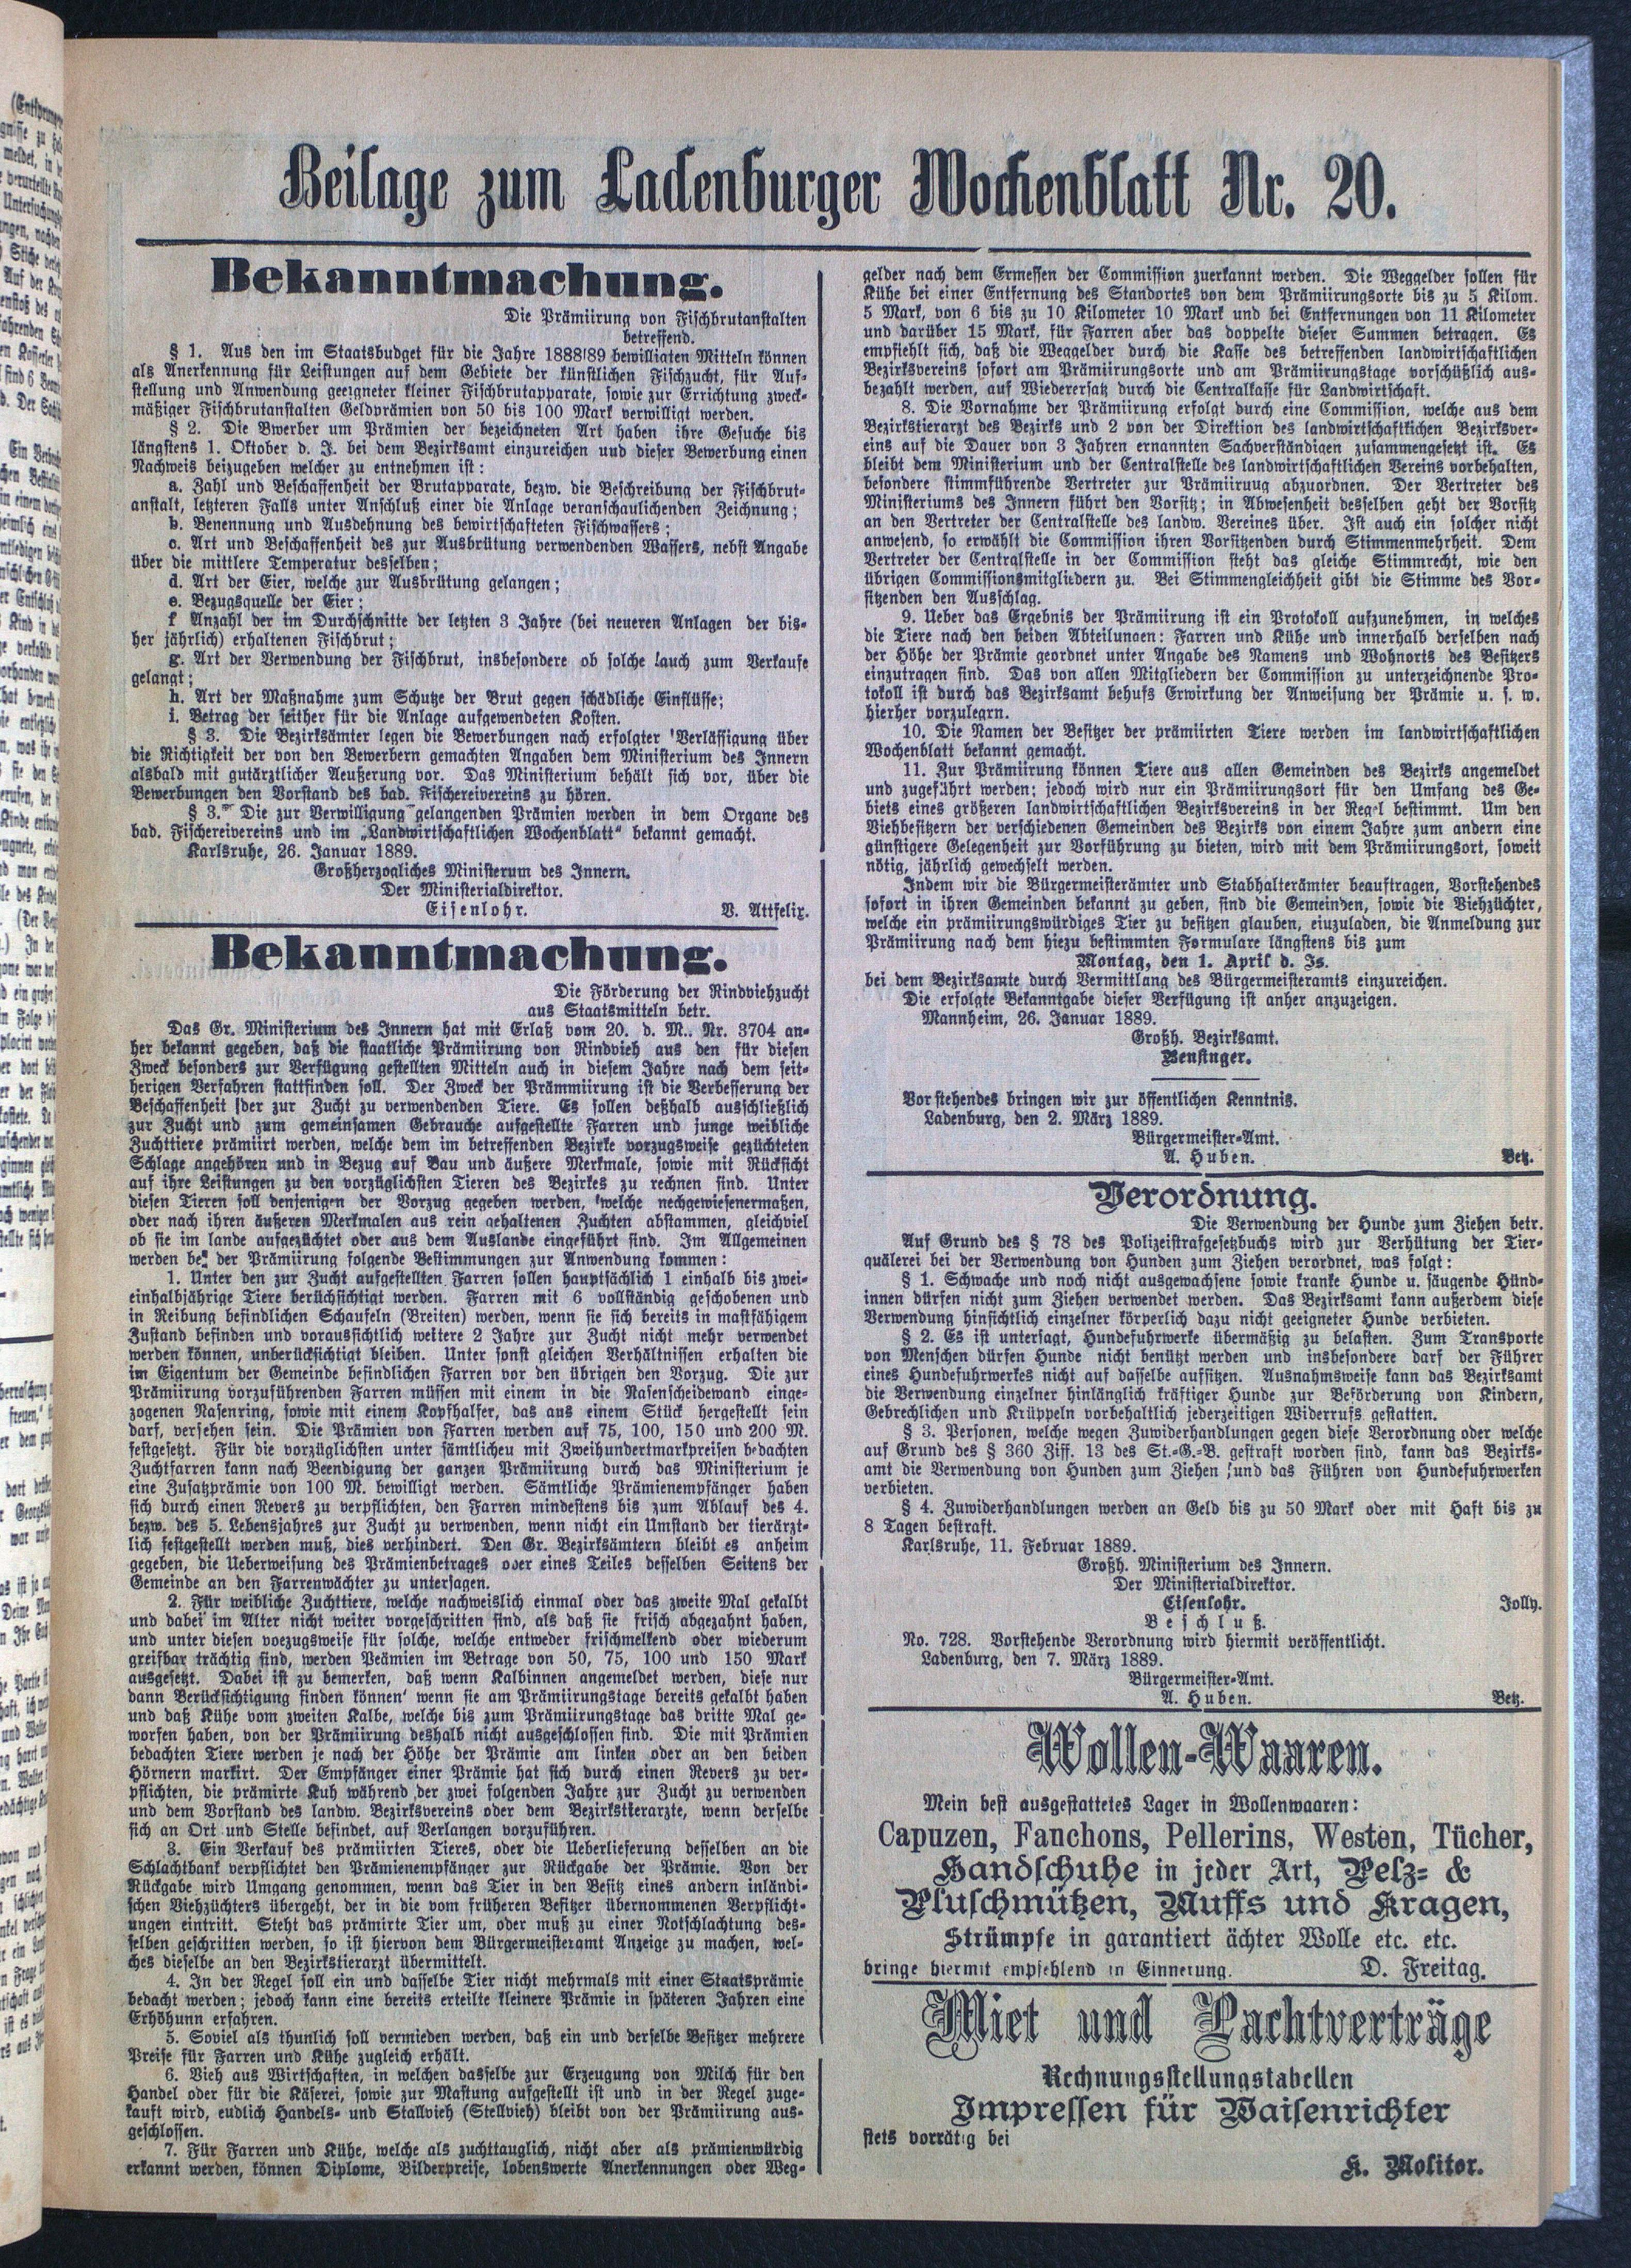 Beilage zum Ladenburger Wochenblatt Nr. 20.
Bekanntmachung.
Die Prämiirung von Fischbrutanstalten
betreffend.
§ 1. Aus den im Staatsbudget für die Jahre 1888/89 bewilliaten Mitteln können
als Anerkennung für Leistungen auf dem Gebiete der künstlichen Fischzucht, für Auf-
stellung und Anwendung geeigneter kleiner Fischbrutapparate, sowie zur Errichtung zweck-
mäßiger Fischbrutanstalten Geldprämien von 50 bis 100 Mark verwilligt werden.
§ 2. Die Bwerber um Prämien der bezeichneten Art haben ihre Gesuche bis
längstens 1. Oktober d. J. bei dem Bezirksamt einzureichen und dieser Bewerbung einen
Nachweis beizugeben welcher zu entnehmen ist:
a. Zahl und Beschaffenheit der Brutapparate, bezw. die Beschreibung der Fischbrut-
anstalt, letzteren Falls unter Anschluß einer die Anlage veranschaulichenden Zeichnung;
b. Benennung und Ausdehnung des bewirtschafteten Fischwassers;
c. Art und Beschaffenheit des zur Ausbrütung verwendenden Wassers, nebst Angabe
über die mittlere Temperatur desselben;
d. Art der Eier, welche zur Ausbrütung gelangen;
e. Bezugsquelle der Eier;
f Anzahl der im Durchschnitte der letzten 3 Jahre (bei neueren Anlagen der bis-
her jährlich) erhaltenen Fischbrut;
g. Art der Verwendung der Fischbrut, insbesondere ob solche auch zum Verkaufe
gelangt;
h. Art der Maßnahme zum Schutze der Brut gegen schädliche Einflüsse;
i. Betrag der seither für die Anlage aufgewendeten Kosten.
§ 3. Die Bezirksämter legen die Bewerbungen nach erfolgter Verlässigung über
die Richtigkeit der von den Bewerbern gemachten Angaben dem Ministerium des Innern
alsbald mit gutärztlicher Aeußerung vor. Das Ministerium behält sich vor, über die
Bewerbungen den Vorstand des bad. Fischereivereins zu hören.
§ 3. Die zur Verwilligung gelangenden Prämien werden in dem Organe des
bad. Fischereivereins und im „Landwirtschaftlichen Wochenblatt“ bekannt gemacht.
Karlsruhe, 26. Januar 1889.
Großherzogliches Ministerum des Innern.
Der Ministerialdirektor.
Eisenlohr. V. Attfelix.
Bekanntmachung.
Die Förderung der Rindviehzucht
aus Staatsmitteln betr.
Das Gr. Ministerium des Innern hat mit Erlaß vom 20. d. M.. Nr. 3704 an-
her bekannt gegeben, daß die staatliche Prämiirung von Rindvieh aus den für diesen
Zweck besonders zur Verfügung gestellten Mitteln auch in diesem Jahre nach dem seit-
herigen Verfahren stattfinden soll. Der Zweck der Prämmiirung ist die Verbesserung der
Beschaffenheit der zur Zucht zu verwendenden Tiere. Es sollen deßhalb ausschließlich
zur Zucht und zum gemeinsamen Gebrauche aufgestellte Farren und junge weibliche
Zuchttiere prämiirt werden, welche dem im betreffenden Bezirke vorzugsweise gezüchteten
Schlage angehören und in Bezug auf Bau und äußere Merkmale, sowie mit Rücksicht
auf ihre Leistungen zu den vorzüglichsten Tieren des Bezirkes zu rechnen sind. Unter
diesen Tieren soll denjenigen der Vorzug gegeben werden, welche nechgewiesenermaßen,
oder nach ihren äußeren Merkmalen aus rein gehaltenen Zuchten abstammen, gleichviel
ob sie im lande aufgezüchtet oder aus dem Auslande eingeführt sind. Im Allgemeinen
werden bei der Prämiirung folgende Bestimmungen zur Anwendung kommen:
1. Unter den zur Zucht aufgestellten Farren sollen hauptsächlich 1 einhalb bis zwei-
einhalbjährige Tiere berücksichtigt werden. Farren mit 6 vollständig geschobenen und
in Reibung befindlichen Schaufeln (Breiten) werden, wenn sie sich bereits in mastfähigem
Zustand befinden und voraussichtlich weitere 2 Jahre zur Zucht nicht mehr verwendet
werden können, unberücksichtigt bleiben. Unter sonst gleichen Verhältnissen erhalten die
im Eigentum der Gemeinde befindlichen Farren vor den übrigen den Vorzug. Die zur
Prämiirung vorzuführenden Farren müssen mit einem in die Nasenscheidewand einge-
zogenen Nasenring, sowie mit einem Kopfhalfer, das aus einem Stück hergestellt sein
darf, versehen sein. Die Prämien von Farren werden auf 75, 100, 150 und 200 M.
festgesetzt. Für die vorzüglichsten unter sämtlicheu mit Zweihundertmarkpreisen bedachten
Zuchtfarren kann nach Beendigung der ganzen Prämiirung durch das Ministerium je
eine Zusatzprämie von 100 M. bewilligt werden. Sämtliche Prämienempfänger haben
sich durch einen Revers zu verpflichten, den Farren mindestens bis zum Ablauf des 4.
bezw. des 5. Lebensjahres zur Zucht zu verwenden, wenn nicht ein Umstand der tierärzt-
lich festgestellt werden muß, dies verhindert. Den Gr. Bezirksämtern bleibt es anheim
gegeben, die Ueberweisung des Prämienbetrages oder eines Teiles desselben Seitens der
Gemeinde an den Farrenwächter zu untersagen.
2. Für weibliche Zuchttiere, welche nachweislich einmal oder das zweite Mal gekalbt
und dabei im Alter nicht weiter vorgeschritten sind, als daß sie frisch abgezahnt haben,
und unter diesen voezugsweise für solche, welche entweder frischmelkend oder wiederum
greifbar trächtig sind, werden Peämien im Betrage von 50, 75, 100 und 150 Mark
ausgesetzt. Dabei ist zu bemerken, daß wenn Kalbinnen angemeldet werden, diese nur
dann Berücksichtigung finden können' wenn sie am Prämiirungstage bereits gekalbt haben
und daß Kühe vom zweiten Kalbe, welche bis zum Prämiirungstage das dritte Mal ge-
worfen haben, von der Prämiirung deshalb nicht ausgeschlossen sind. Die mit Prämien
bedachten Tiere werden je nach der Höhe der Prämie am linken oder an den beiden
Hörnern markirt. Der Empfänger einer Prämie hat sich durch einen Revers zu ver-
pflichten, die prämirte Kuh während der zwei folgenden Jahre zur Zucht zu verwenden
und dem Vorstand des landw. Bezirksvereins oder dem Bezirkstierarzte, wenn derselbe
sich an Ort und Stelle befindet, auf Verlangen vorzuführen.
3. Ein Verkauf des prämiirten Tieres, oder die Ueberlieferung desselben an die
Schlachtbank verpflichtet den Prämienempfänger zur Rückgabe der Prämie. Von der
Rückgabe wird Umgang genommen, wenn das Tier in den Besitz eines andern inländi-
schen Viehzüchters übergeht, der in die vom früheren Besitzer übernommenen Verpflicht-
ungen eintritt. Steht das prämirte Tier um, oder muß zu einer Notschlachtung des-
selben geschritten werden, so ist hiervon dem Bürgermeisteramt Anzeige zu machen, wel-
ches dieselbe an den Bezirkstierarzt übermittelt.
4. In der Regel soll ein und dasselbe Tier nicht mehrmals mit einer Staatsprämie
bedacht werden; jedoch kann eine bereits erteilte kleinere Prämie in späteren Jahren eine
Erhöhunn erfahren.
5. Soviel als thunlich soll vermieden werden, daß ein und derselbe Besitzer mehrere
Preise für Farren und Kühe zugleich erhält.
6. Vieh aus Wirtschaften, in welchen dasselbe zur Erzeugung von Milch für den
Handel oder für die Käserei, sowie zur Mastung aufgestellt ist und in der Regel zuge-
kauft wird, eudlich Handels- und Stallvieh (Stellvieh) bleibt von der Prämiirung aus-
geschlossen.
7. Für Farren und Kühe, welche als zuchttauglich, nicht aber als prämienwürdig
erkannt werden, können Diplome, Bilderpreise, lobenswerte Anerkennungen oder Weg-
gelder nach dem Ermessen der Commission zuerkannt werden. Die Weggelder sollen für
Kühe bei einer Entfernung des Standortes von dem Prämiirungsorte bis zu 5 Kilom.
5 Mark, von 6 bis zu 10 Kilometer 10 Mark und bei Entfernungen von 11 Kilometer
und darüber 15 Mark, für Farren aber das doppelte dieser Summen betragen. Es
empfiehlt sich, daß die Weggelder durch die Kasse des betreffenden landwirtschaftlichen
Bezirksvereins sofort am Prämiirungsorte und am Prämiirungstage vorschüßlich aus-
bezahlt werden, auf Wiederersatz durch die Centralkasse für Landwirtschaft.
8. Die Vornahme der Prämiirung erfolgt durch eine Commission, welche aus dem
Bezirkstierarzt des Bezirks und 2 von der Direktion des landwirtschaftlichen Bezirksver-
eins auf die Dauer von 3 Jahren ernannten Sachverständigen zusammengesetzt ist. Es
bleibt dem Ministerium und der Centralstelle des landwirtschaftlichen Vereins vorbehalten,
besondere stimmführende Vertreter zur Prämiiruug abzuordnen. Der Vertreter des
Ministeriums des Innern führt den Vorsitz; in Abwesenheit desselben geht der Vorsitz
an den Vertreter der Centralstelle des landw. Vereines über. Ist auch ein solcher nicht
anwesend, so erwählt die Commission ihren Vorsitzenden durch Stimmenmehrheit. Dem
Vertreter der Centralstelle in der Commission steht das gleiche Stimmrecht, wie den
übrigen Commissionsmitgliedern zu. Bei Stimmengleichheit gibt die Stimme des Vor-
sitzenden den Ausschlag.
9. Ueber das Ergebnis der Prämiirung ist ein Protokoll aufzunehmen, in welches
die Tiere nach den beiden Abteilungen: Farren und Kühe und innerhalb derselben nach
der Höhe der Prämie geordnet unter Angabe des Namens und Wohnorts des Besitzers
einzutragen sind. Das von allen Mitgliedern der Commission zu unterzeichnende Pro-
tokoll ist durch das Bezirksamt behufs Erwirkung der Anweisung der Prämie u. s. w.
hierher vorzulegrn.
10. Die Namen der Besitzer der prämiirten Tiere werden im landwirtschaftlichen
Wochenblatt bekannt gemacht.
11. Zur Prämiirung können Tiere aus allen Gemeinden des Bezirks angemeldet
und zugeführt werden; jedoch wird nur ein Prämiirungsort für den Umfang des Ge-
biets eines größeren landwirtschaftlichen Bezirksvereins in der Regel bestimmt. Um den
Viehbesitzern der verschiedenen Gemeinden des Bezirks von einem Jahre zum andern eine
günstigere Gelegenheit zur Vorführung zu bieten, wird mit dem Prämiirungsort, soweit
nötig, jährlich gewechselt werden.
Indem wir die Bürgermeisterämter und Stabhalterämter beauftragen, Vorstehendes
sofort in ihren Gemeinden bekannt zu geben, sind die Gemeinden, sowie die Viehzüchter,
welche ein prämiirungswürdiges Tier zu besitzen glauben, eiuzuladen, die Anmeldung zur
Prämiirung nach dem hiezu bestimmten Formulare längstens bis zum
Montag, den 1. April d. Js.
bei dem Bezirksamte durch Vermittlang des Bürgermeisteramts einzureichen.
Die erfolgte Bekanntgabe dieser Verfügung ist anher anzuzeigen.
Mannheim, 26. Januar 1889.
Großh. Bezirksamt.
Bensinger.
Vorstehendes bringen wir zur öffentlichen Kenntnis.
Ladenburg, den 2. März 1889.
Bürgermeister-Amt.
A. Huben. Betz.
Verordnung.
Die Verwendung der Hunde zum Ziehen betr.
Auf Grund des § 78 des Polizeistrafgesetzbuchs wird zur Verhütung der Tier-
quälerei bei der Verwendung von Hunden zum Ziehen verordnet, was folgt:
§ 1. Schwache und noch nicht ausgewachsene sowie kranke Hunde u. säugende Hünd-
innen dürfen nicht zum Ziehen verwendet werden. Das Bezirksamt kann außerdem diese
Verwendung hinsichtlich einzelner körperlich dazu nicht geeigneter Hunde verbieten.
§ 2. Es ist untersagt, Hundefuhrwerke übermäßig zu belasten. Zum Transporte
von Menschen dürfen Hunde nicht benützt werden und insbesondere darf der Führer
eines Hundefuhrwerkes nicht auf dasselbe aufsitzen. Ausnahmsweise kann das Bezirksamt
die Verwendung einzelner hinlänglich kräftiger Hunde zur Beförderung von Kindern,
Gebrechlichen und Krüppeln vorbehaltlich jederzeitigen Widerrufs gestatten.
§ 3. Personen, welche wegen Zuwiderhandlungen gegen diese Verordnung oder welche
auf Grund des § 360 Ziff. 13 des St.-G.-B. gestraft worden sind, kann das Bezirks-
amt die Verwendung von Hunden zum Ziehen und das Führen von Hundefuhrwerken
verbieten.
§ 4. Zuwiderhandlungen werden an Geld bis zu 50 Mark oder mit Haft bis zu
8 Tagen bestraft.
Karlsruhe, 11. Februar 1889.
Großh. Ministerium des Innern.
Der Ministerialdirektor.
Eisenlohr. Jolly.
Beschluß.
No. 728. Vorstehende Verordnung wird hiermit veröffentlicht.
Ladenburg, den 7. März 1889.
Bürgermeister-Amt.
A. Huben. Betz.
Wollen-Waaren.
Mein best ausgestattetes Lager in Wollenwaaren:
Capuzen, Fanchons, Pellerins, Westen, Tücher,
Handschuhe in jeder Art, Pelz- &
Pluschmützen, Muffs und Kragen,
Strümpfe in garantiert ächter Wolle etc. etc.
bringe hiermit empfehlend in Einnerung. D. Freitag.
Miet und Pachtverträge
Rechnungsstellungstabellen
Impressen für Waisenrichter
stets vorrätig bei
K. Molitor.